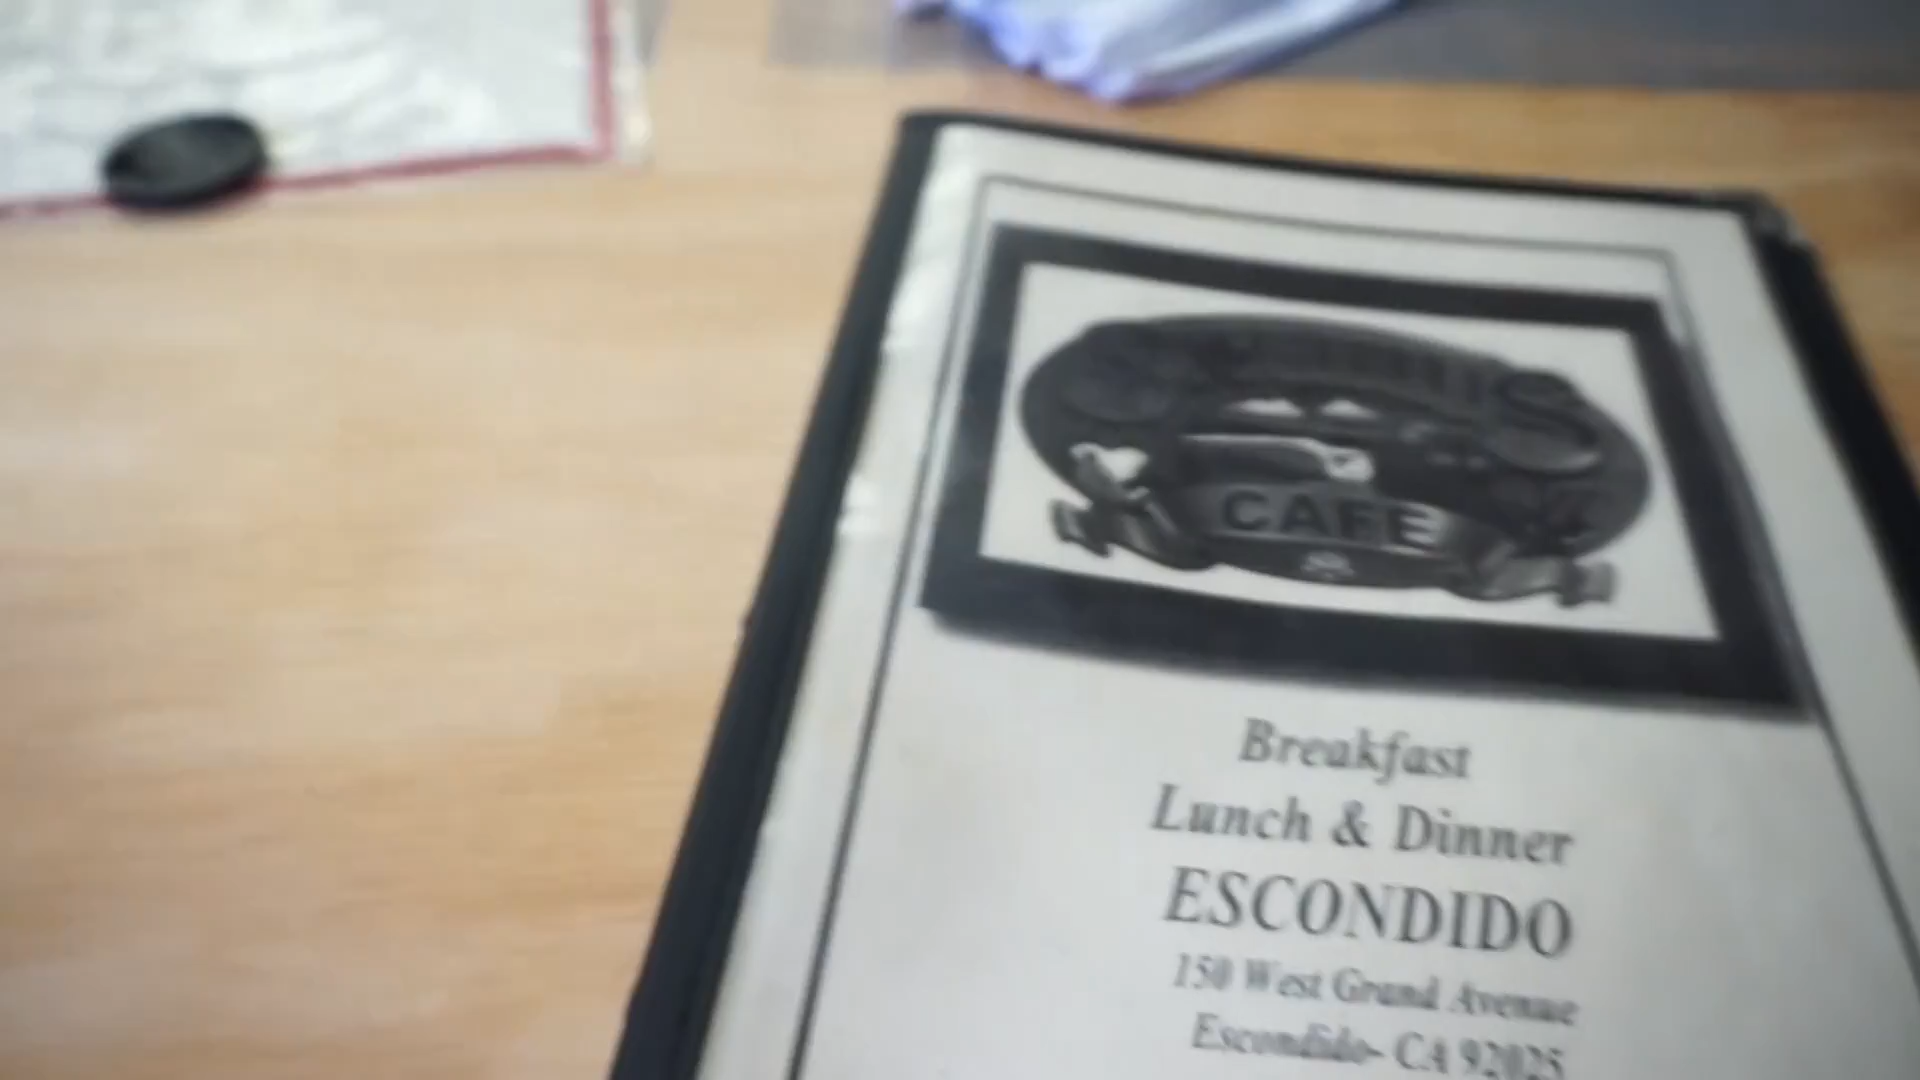 CAFE
Breakfast
Lunch & Dinner
ESCONDIDO
150 West Grand Avenue
Escondido- CA 92025